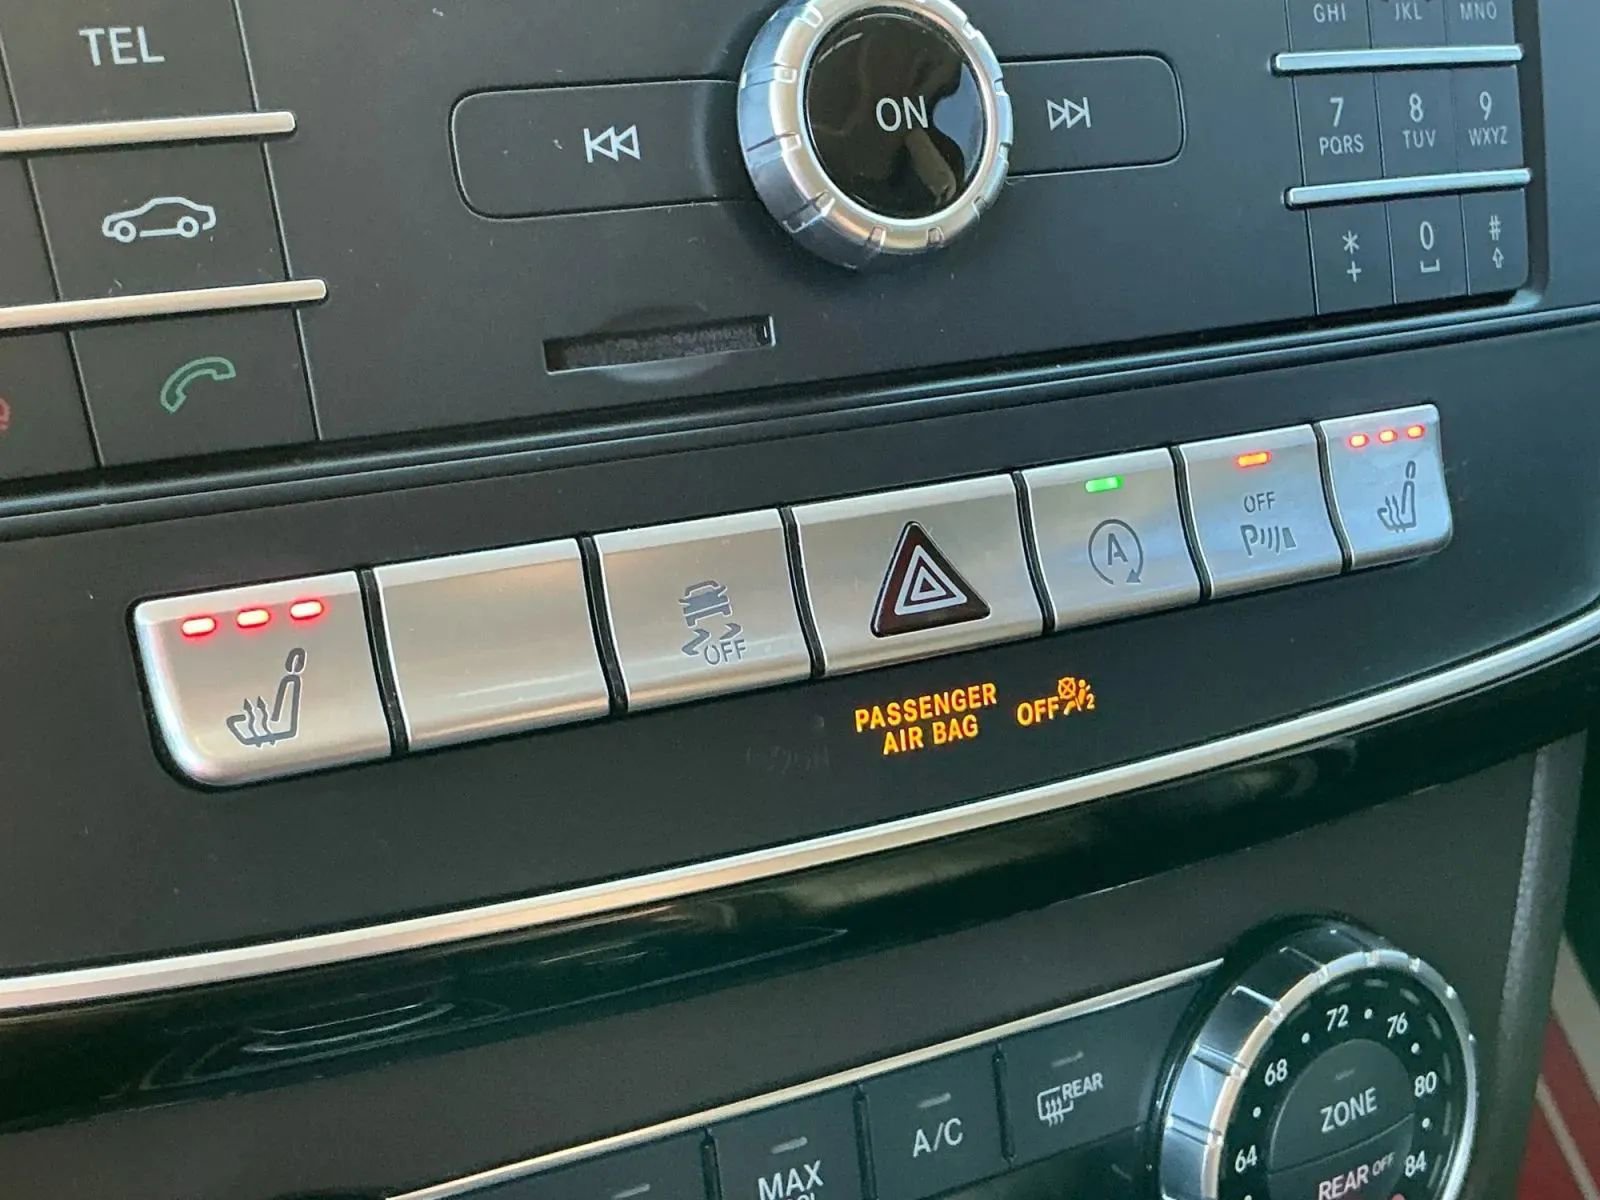 TEL
ON
GHI
JKL
MNO
7
PQRS
8
TUV
9
WXYZ
*
+
0
#
OFF
A
OFF
P
PASSENGER
AIR BAG
OFF
2
MAX
A/C
REAR
64
68
72
76
80
84
ZONE
REAR OFF